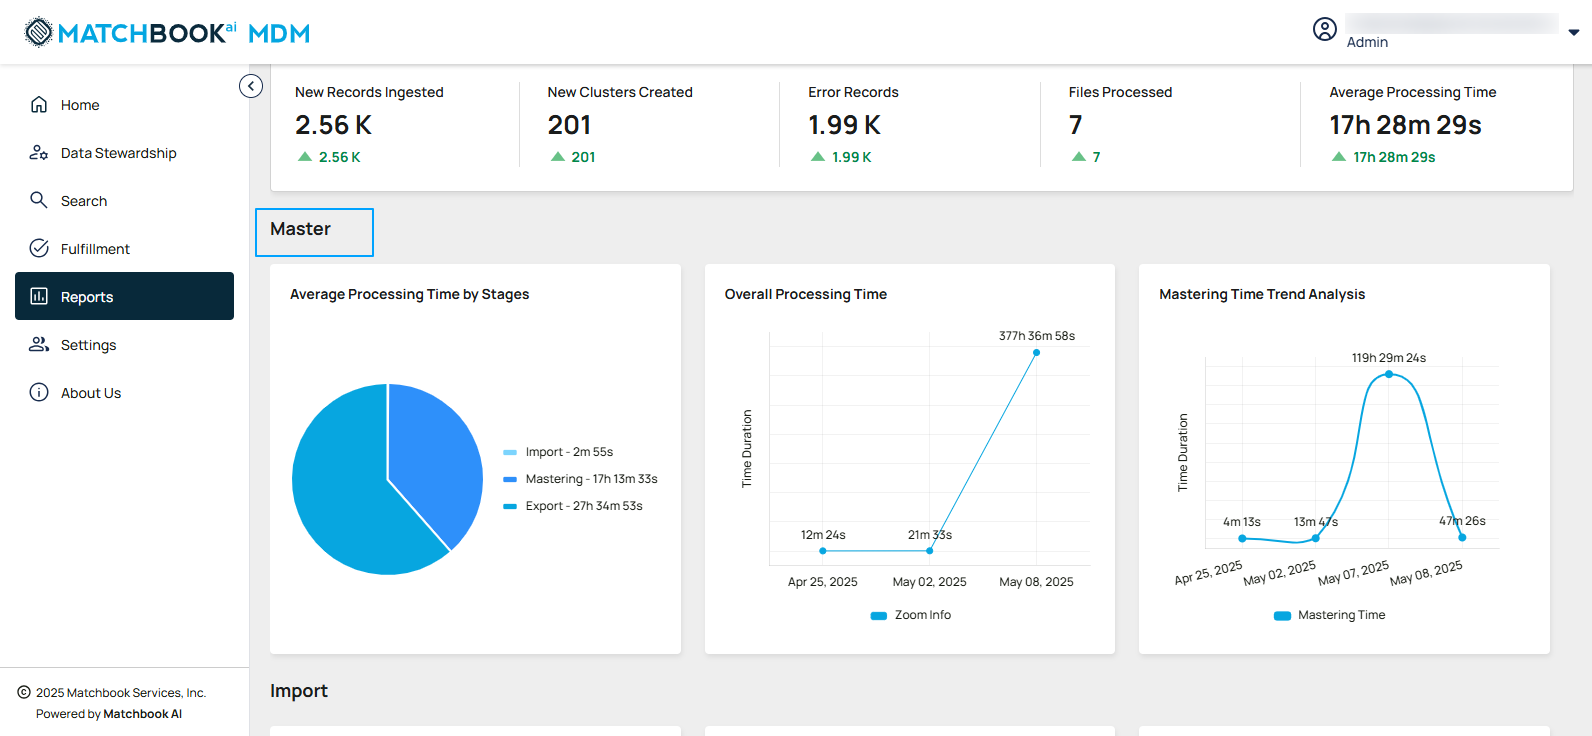 MATCHBOOKai MDM
Admin
Home
Data Stewardship
Search
Fulfillment
Reports
Settings
About Us
© 2025 Matchbook Services, Inc.
Powered by Matchbook AI
New Records Ingested
2.56 K
2.56 K
New Clusters Created
201
201
Error Records
1.99 K
1.99 K
Files Processed
7
7
Average Processing Time
17h 28m 29s
17h 28m 29s
Master
Average Processing Time by Stages
Import - 2m 55s
Mastering - 17h 13m 33s
Export - 27h 34m 53s
Overall Processing Time
377h 36m 58s
Time Duration
12m 24s
21m 33s
Apr 25, 2025
May 02, 2025
May 08, 2025
Zoom Info
Mastering Time Trend Analysis
119h 29m 24s
Time Duration
4m 13s
13m 47s
47m 26s
Apr 25, 2025
May 02, 2025
May 07, 2025
May 08, 2025
Mastering Time
Import